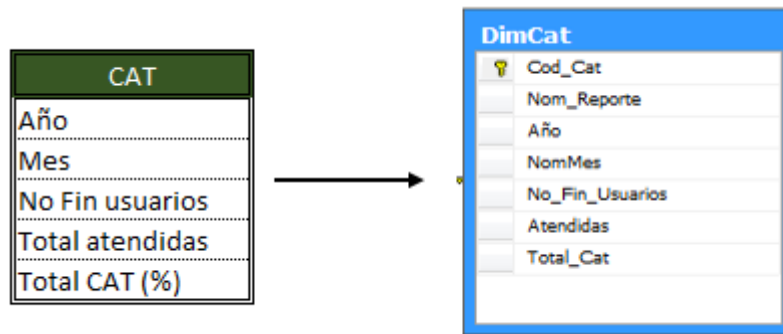 CAT
Año
Mes
No Fin usuarios
Total atendidas
Total CAT (%)
DimCat
Cod_Cat
Nom_Reporte
Año
NomMes
No_Fin_Usuarios
Atendidas
Total_Cat